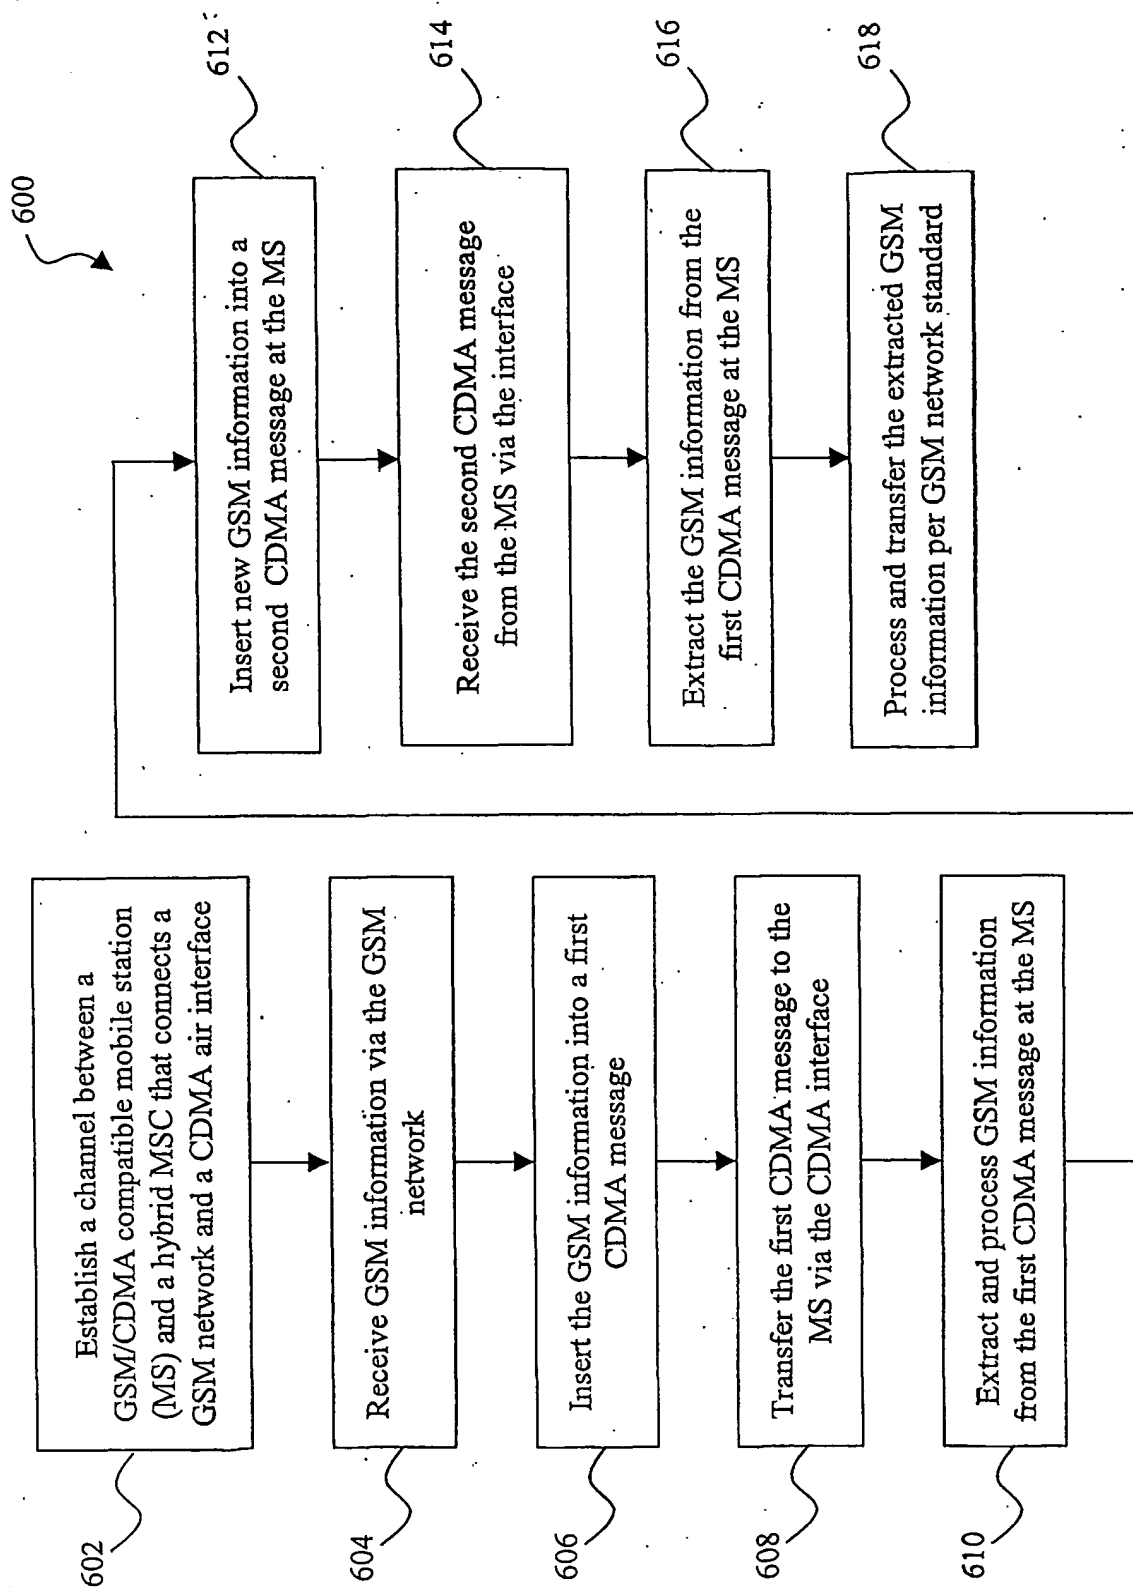 600
602
Establish a channel between a
GSM/CDMA compatible mobile station
(MS) and a hybrid MSC that connects a
GSM network and a CDMA air interface
604
Receive GSM information via the GSM
network
606
Insert the GSM information into a first
CDMA message
608
Transfer the first CDMA message to the
MS via the CDMA interface
610
Extract and process GSM information
from the first CDMA message at the MS
612
Insert new GSM information into a
second CDMA message at the MS
614
Receive the second CDMA message
from the MS via the interface
616
Extract the GSM information from the
first CDMA message at the MS
618
Process and transfer the extracted GSM
information per GSM network standard